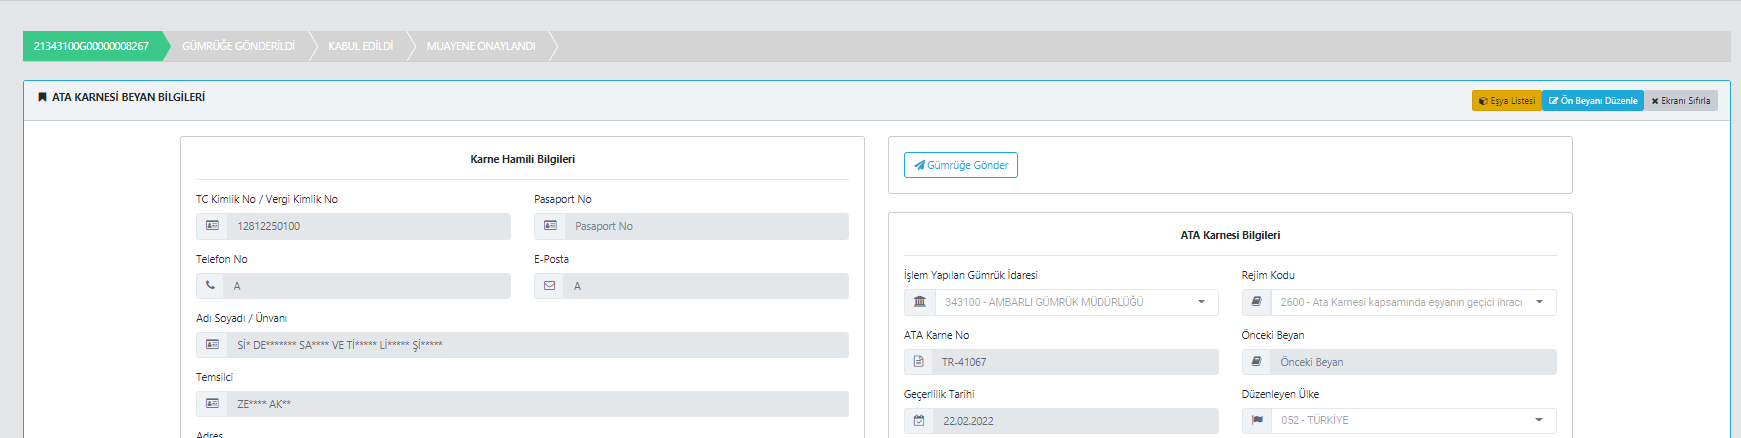 21343100G00000008267 GÜMRÜĞE GÖNDERİLDİ KABUL EDİLDİ MUAYENE ONAYLANDI
ATA KARNESİ BEYAN BİLGİLERİ
Eşya Listesi Ön Beyanı Düzenle Ekranı Sıfırla
Karne Hamili Bilgileri
TC Kimlik No / Vergi Kimlik No Pasaport No
12812250100 Pasaport No
Telefon No E-Posta
A A
Adı Soyadı / Ünvanı
Sİ* DE******* SA**** VE Tİ***** Lİ***** Şİ*****
Temsilci
ZE**** AK**
Adres
Gümrüğe Gönder
ATA Karnesi Bilgileri
İşlem Yapılan Gümrük İdaresi Rejim Kodu
343100 - AMBARLI GÜMRÜK MÜDÜRLÜĞÜ 2600 - Ata Karnesi kapsamında eşyanın geçici ihracı
ATA Karne No Önceki Beyan
TR-41067 Önceki Beyan
Geçerlilik Tarihi Düzenleyen Ülke
22.02.2022 052 - TÜRKİYE